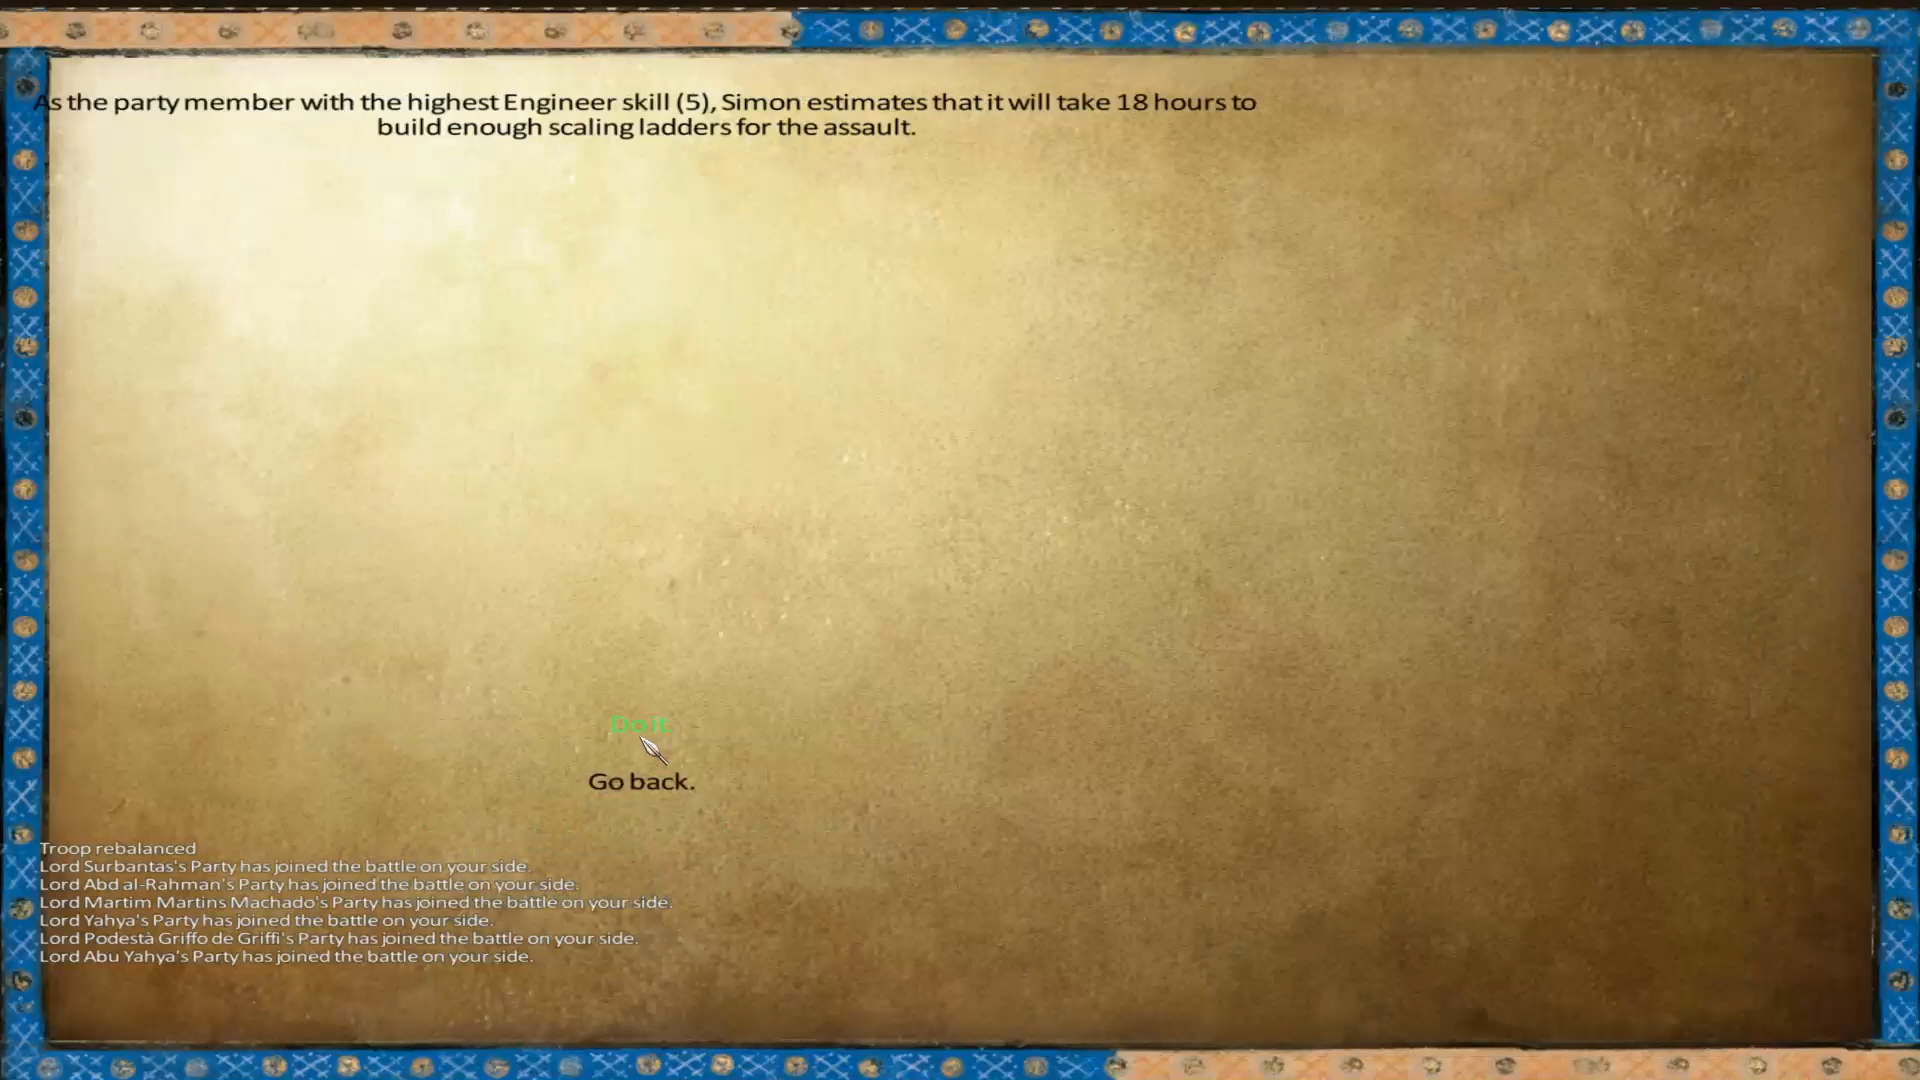 As the party member with the highest Engineer skill (5), Simon estimates that it will take 18 hours to
build enough scaling ladders for the assault.
Do it.
Go back.
Troop rebalanced
Lord Surbantas's Party has joined the battle on your side.
Lord Abd al-Rahman's Party has joined the battle on your side.
Lord Martim Martins Machado's Party has joined the battle on your side.
Lord Yahya's Party has joined the battle on your side.
Lord Podestà Griffo de Griffi's Party has joined the battle on your side.
Lord Abu Yahya's Party has joined the battle on your side.